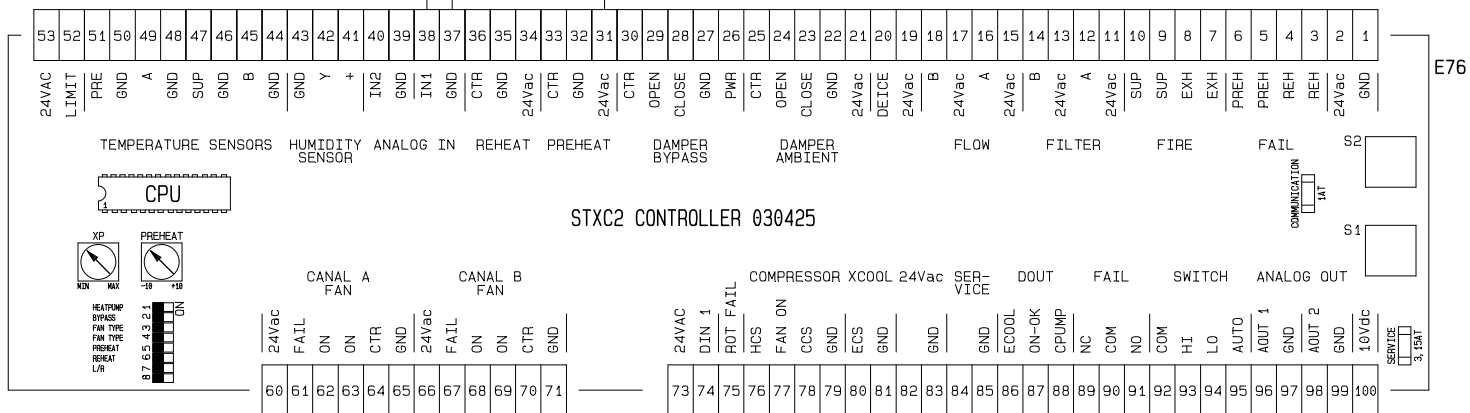 53 52 51 50 49 48 47 46 45 44 43 42 41 40 39 38 37 36 35 34 33 32 31 30 29 28 27 26 25 24 23 22 21 20 19 18 17 16 15 14 13 12 11 10 9 8 7 6 5 4 3 2 1
E76
24VAC LIMIT PRE GND A GND SUP GND B GND GND Y + IN2 GND IN1 GND CTR GND 24Vac CTR GND 24Vac CTR OPEN CLOSE GND PWR CTR OPEN CLOSE GND 24Vac DEICE 24Vac B 24Vac A 24Vac B 24Vac A 24Vac SUP SUP EXH EXH PREH PREH REH REH 24Vac GND
TEMPERATURE SENSORS HUMIDITY ANALOG IN REHEAT PREHEAT DAMPER DAMPER FLOW FILTER FIRE FAIL S2
SENSOR BYPASS AMBIENT
COMMUNICATION
1AT
CPU
1
STXC2 CONTROLLER 030425
S1
XP PREHEAT
MIN MAX -10 +10
CANAL A CANAL B COMPRESSOR XCOOL 24Vac SER- DOUT FAIL SWITCH ANALOG OUT
FAN FAN VICE
HEATPUMP 1 ON
BYPASS 2
FAN TYPE 3
FAN TYPE 4
PREHEAT 5
REHEAT 6
L/R 7
8
24Vac FAIL ON ON CTR GND 24Vac FAIL ON ON CTR GND 24VAC DIN 1 ROT FAIL HCS FAN ON CCS GND ECS GND GND GND ECOOL ON-OK CPUMP NC COM NO COM HI LO AUTO AOUT 1 GND AOUT 2 GND 10Vdc
SERVICE
3,15AT
60 61 62 63 64 65 66 67 68 69 70 71 73 74 75 76 77 78 79 80 81 82 83 84 85 86 87 88 89 90 91 92 93 94 95 96 97 98 99 100